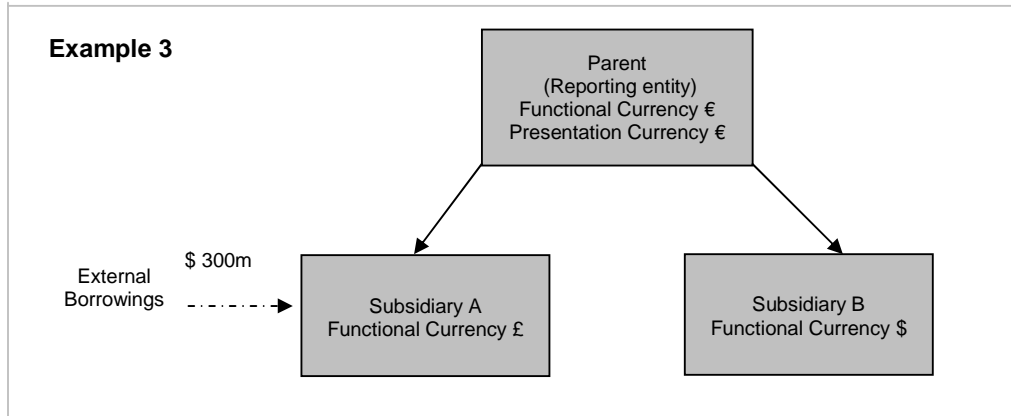 Example 3
Parent
(Reporting entity)
Functional Currency €
Presentation Currency €
$ 300m
External
Borrowings
Subsidiary A
Functional Currency £
Subsidiary B
Functional Currency $